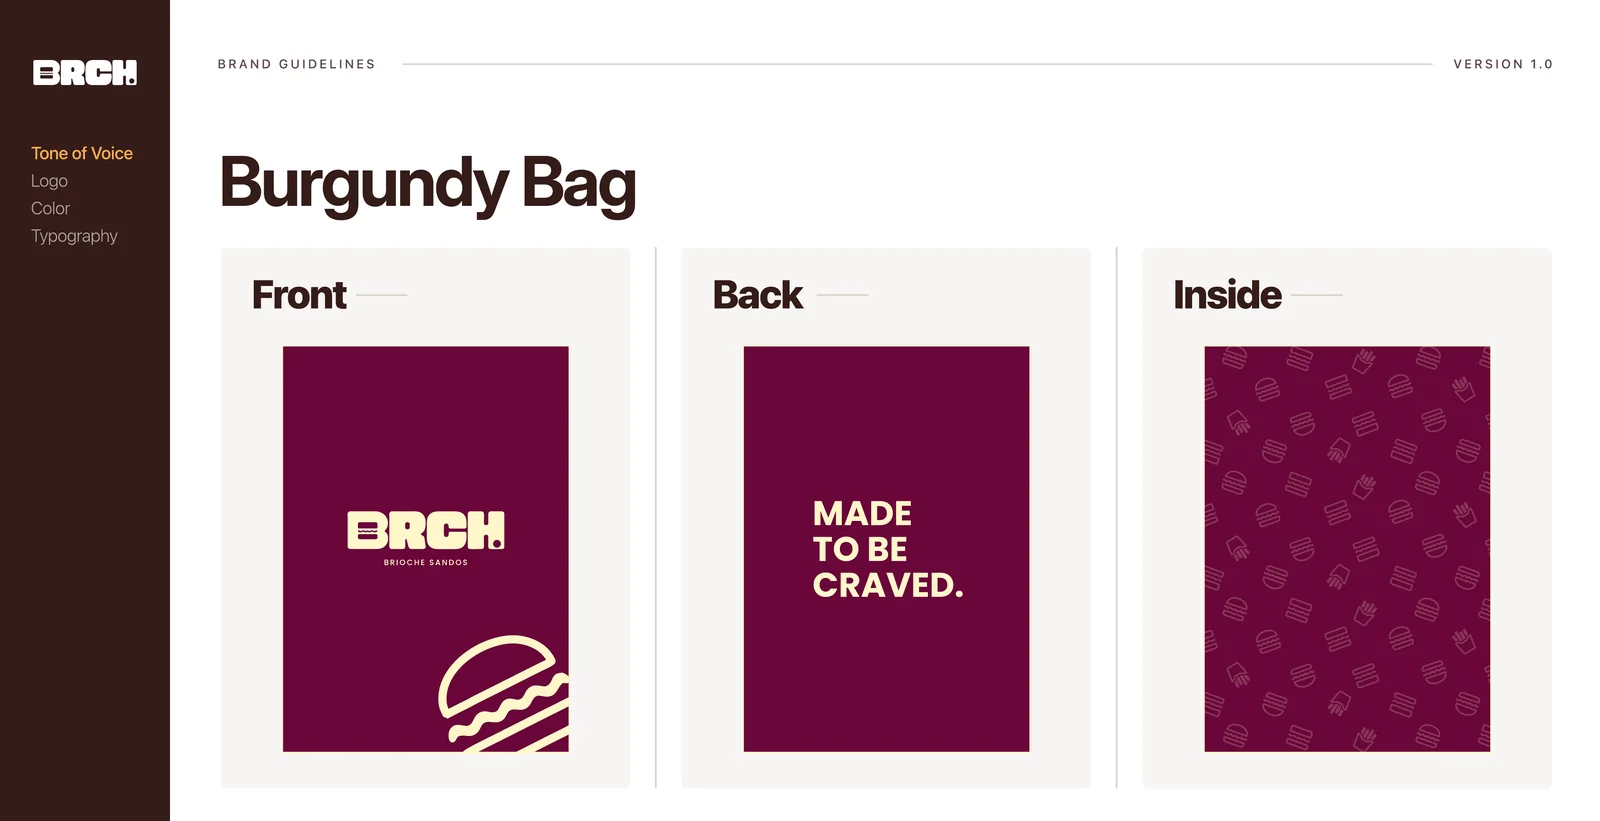 BRCH.
Tone of Voice
Logo
Color
Typography
BRAND GUIDELINES
VERSION 1.0
Burgundy Bag
Front
BRCH.
BRIOCHE SANDOS
Back
MADE
TO BE
CRAVED.
Inside